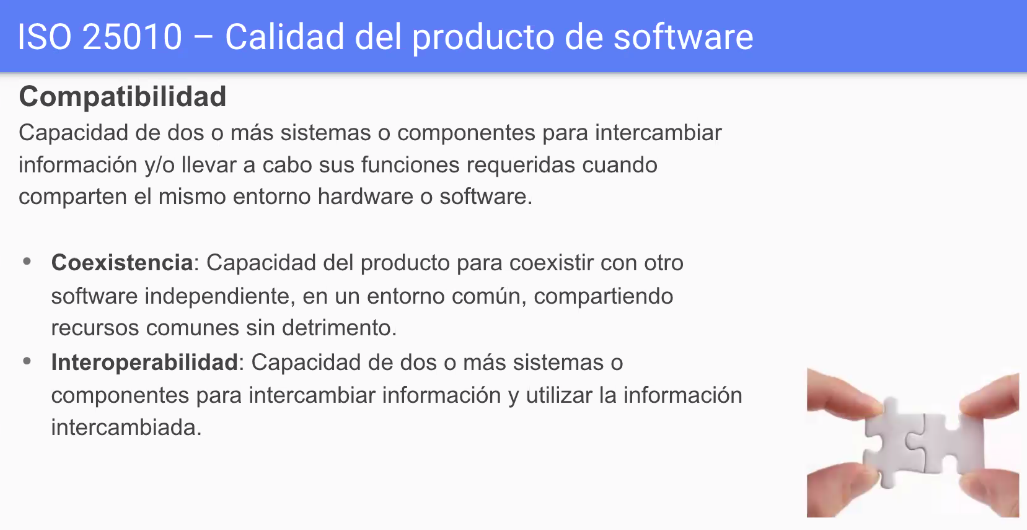 ISO 25010 – Calidad del producto de software
Compatibilidad
Capacidad de dos o más sistemas o componentes para intercambiar
información y/o llevar a cabo sus funciones requeridas cuando
comparten el mismo entorno hardware o software.
• Coexistencia: Capacidad del producto para coexistir con otro
software independiente, en un entorno común, compartiendo
recursos comunes sin detrimento.
• Interoperabilidad: Capacidad de dos o más sistemas o
componentes para intercambiar información y utilizar la información
intercambiada.